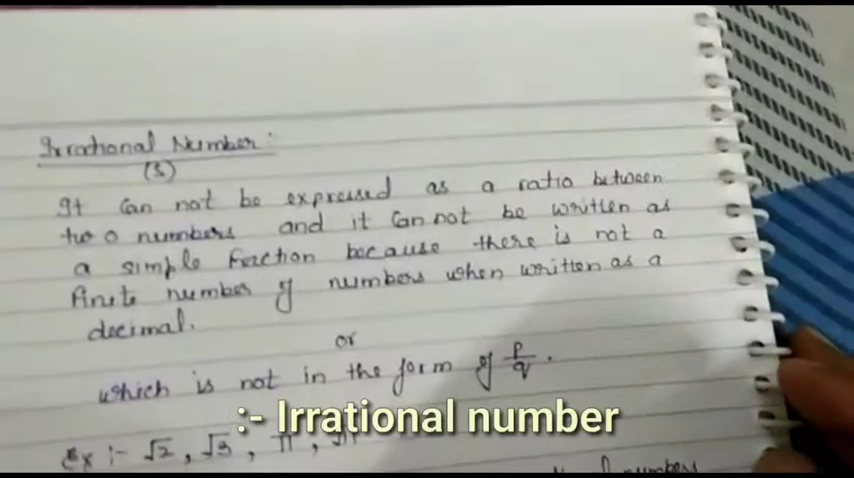 Irrational Number :
(S)
It can not be expressed as a ratio between
two numbers and it can not be written as
a simple fraction because there is not a
finite number of numbers when written as a
decimal.
or
which is not in the form of p/q.
:- Irrational number
Ex :- √2, √3, π,
numbers